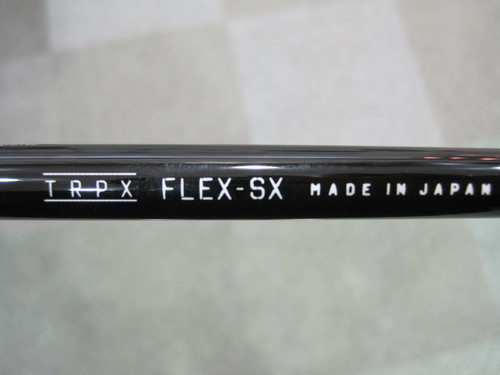 TRPX FLEX-SX MADE IN JAPAN